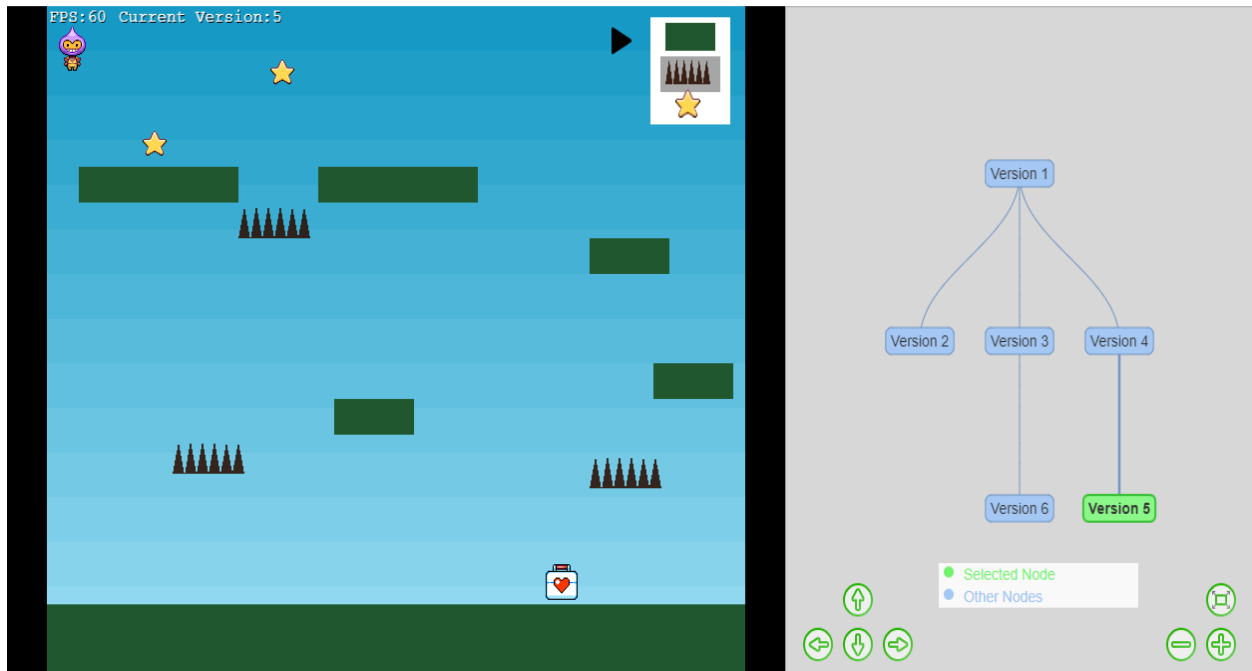 FPS:60 Current Version:5
Version 1
Version 2
Version 3
Version 4
Version 6
Version 5
Selected Node
Other Nodes